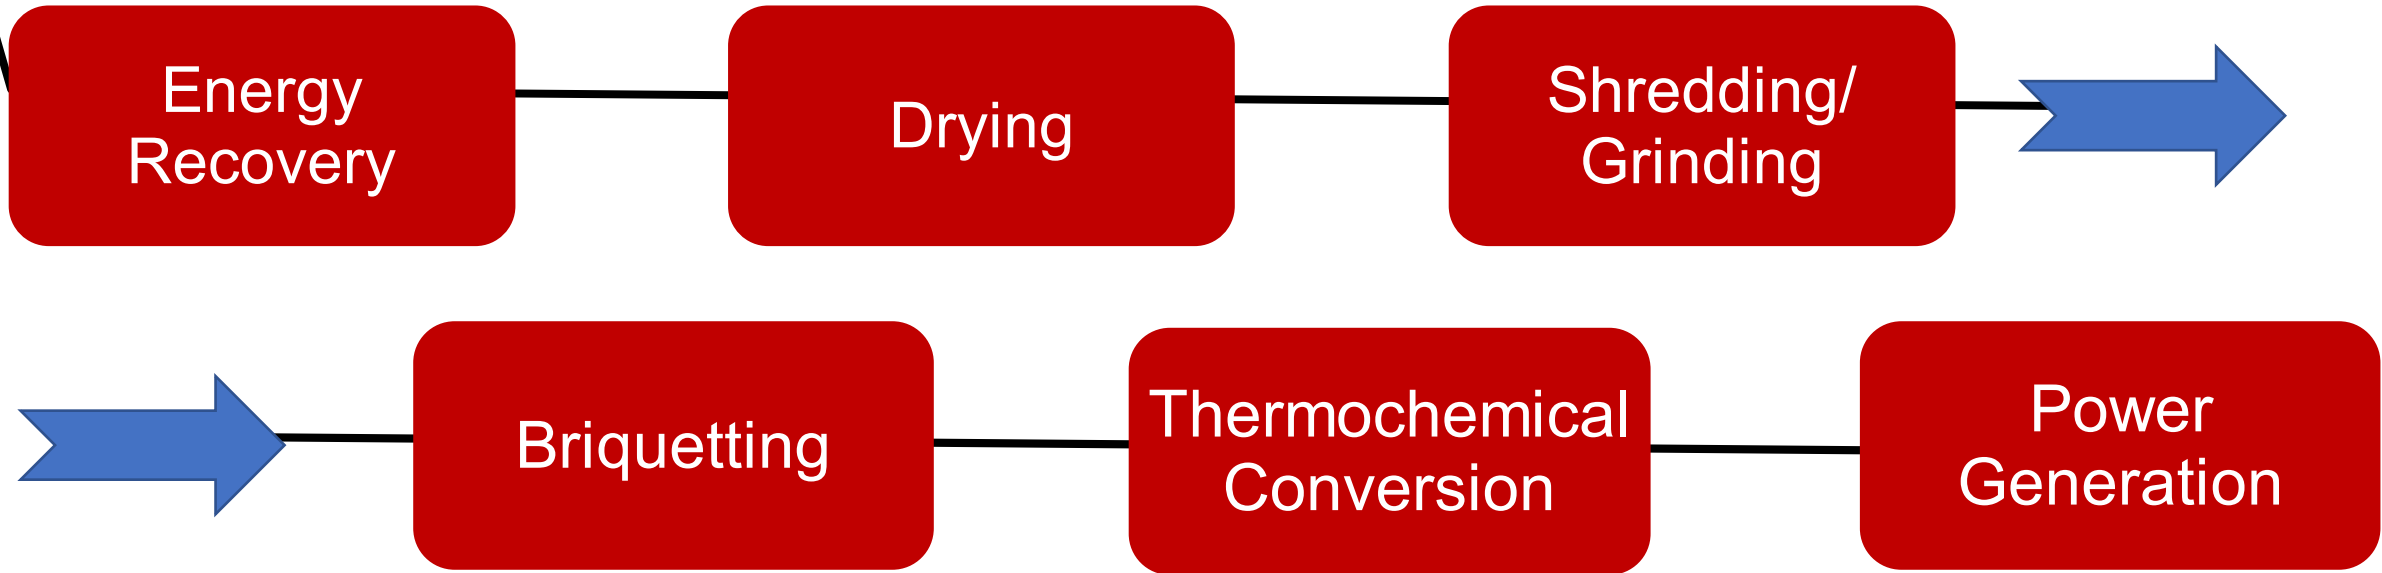 Energy
Recovery
Drying
Shredding/
Grinding
Briquetting
Thermochemical
Conversion
Power
Generation